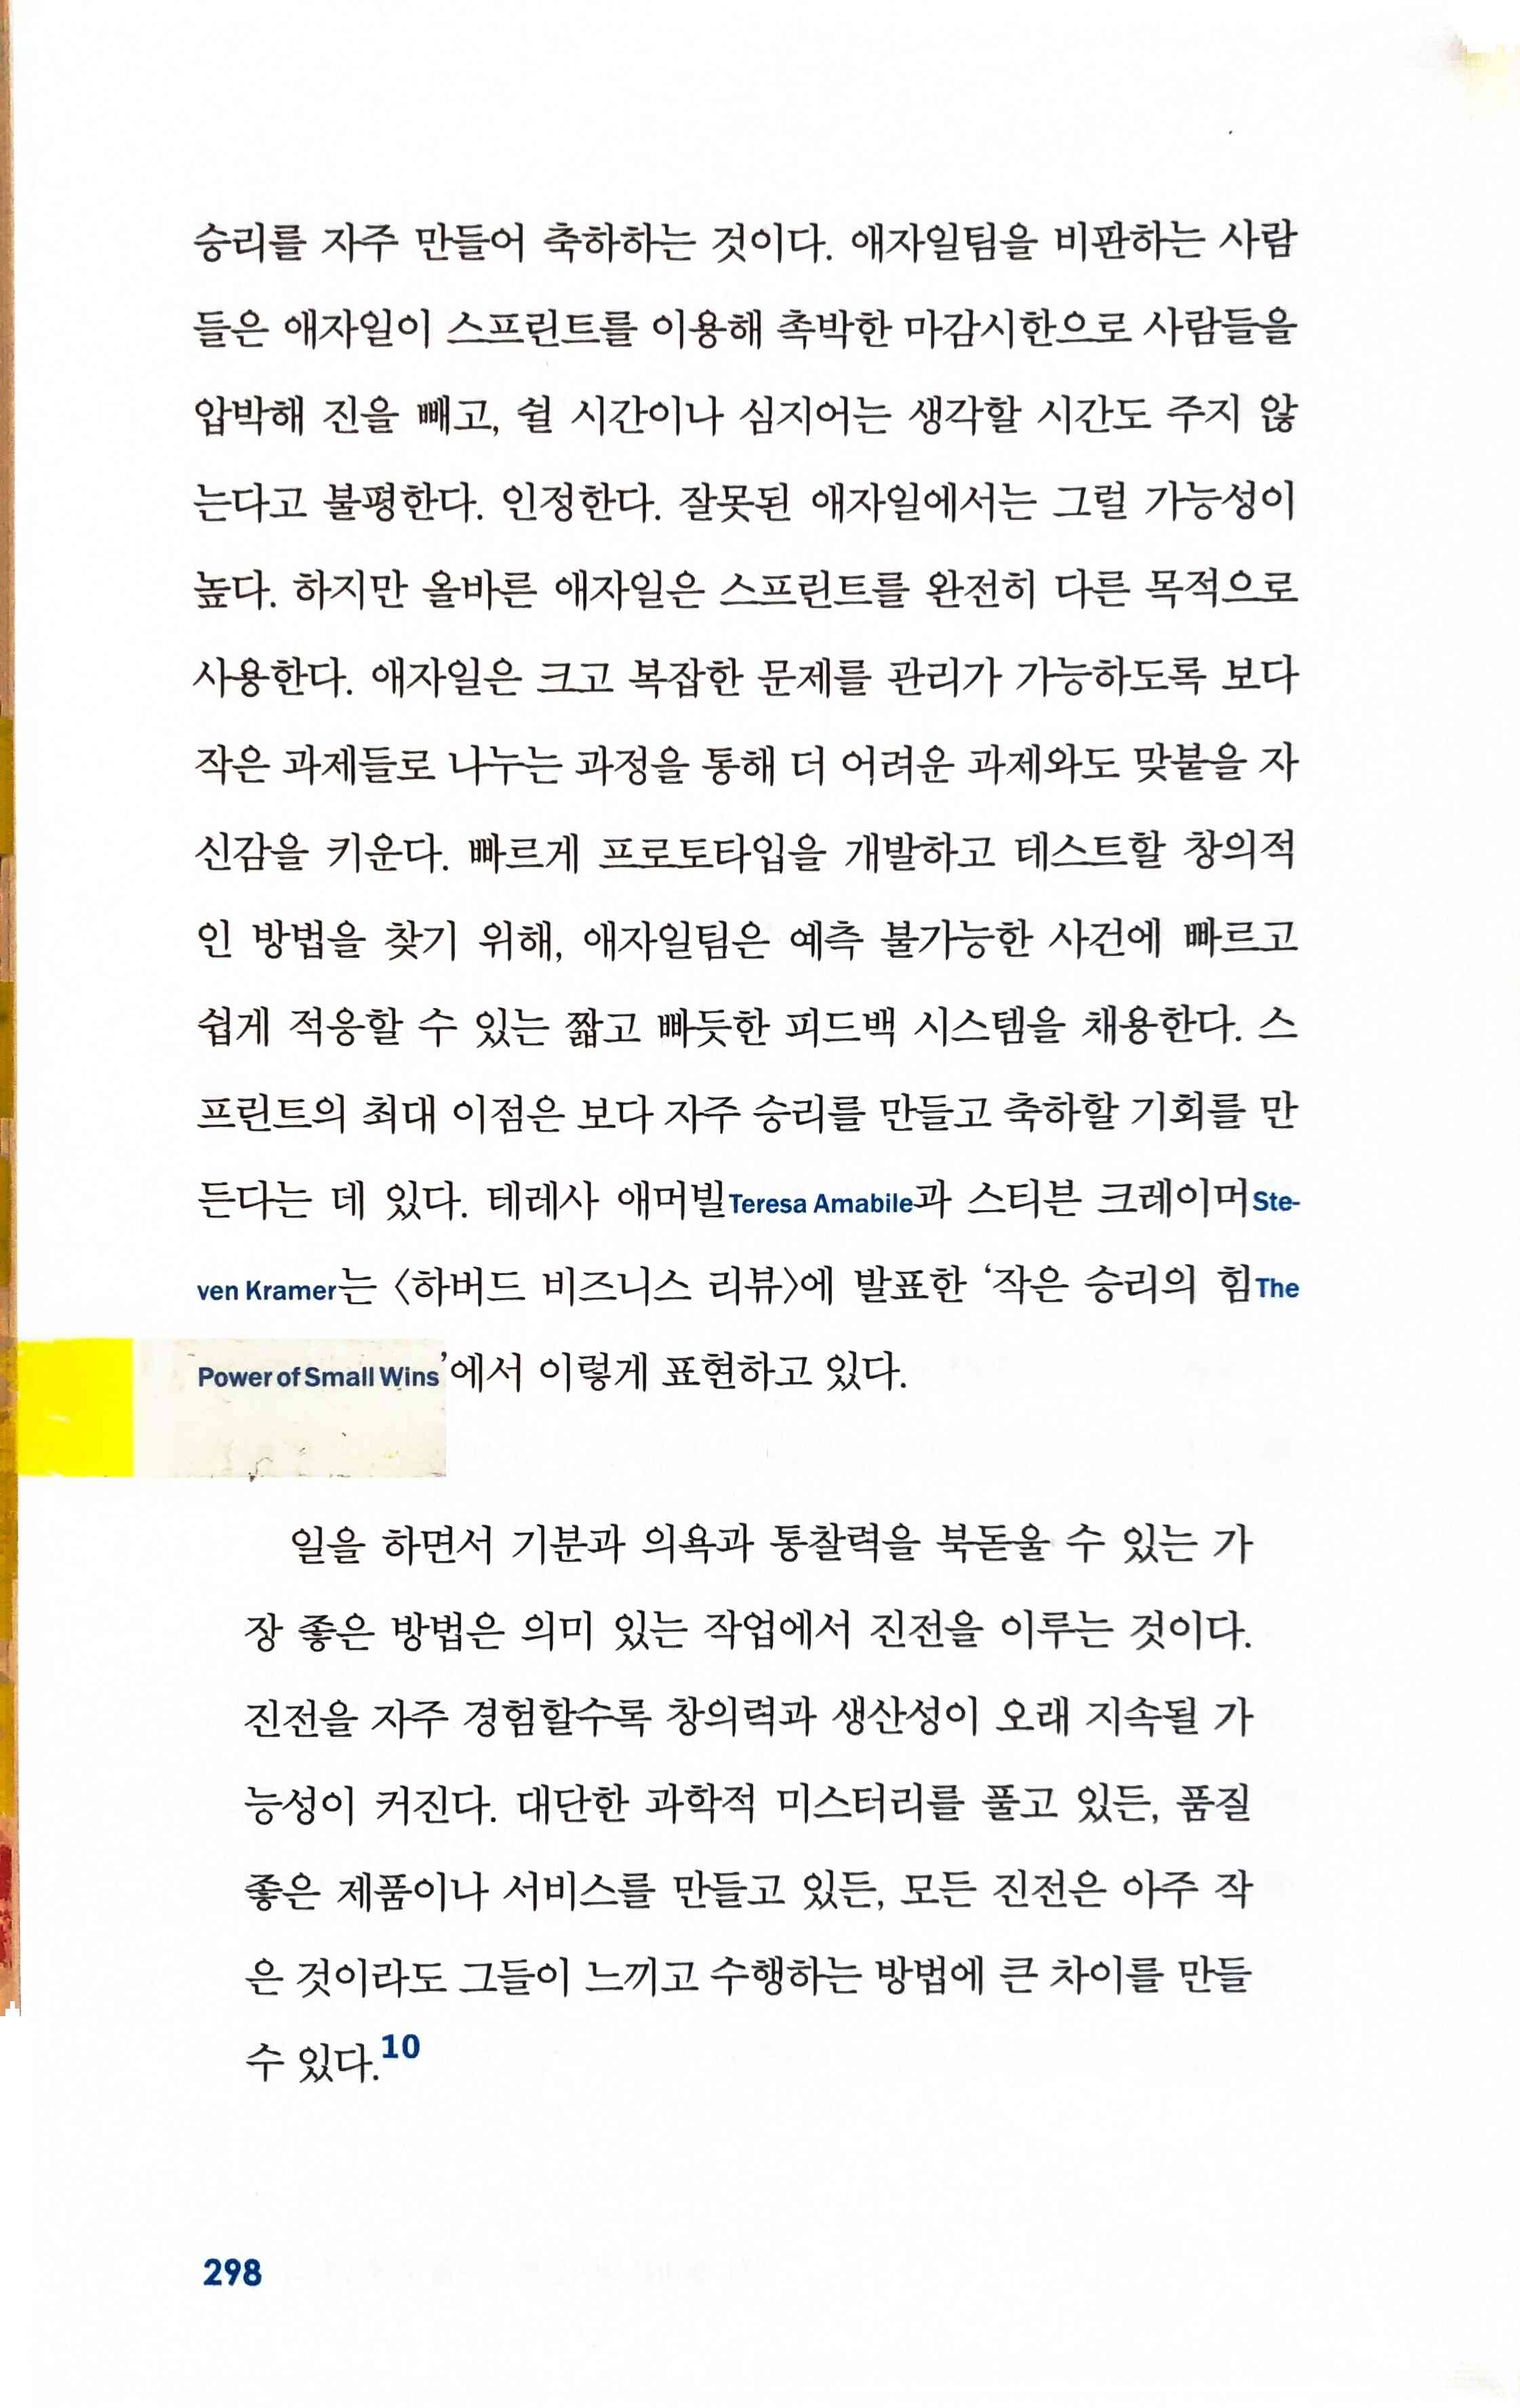 승리를 자주 만들어 축하하는 것이다. 애자일팀을 비판하는 사람
들은 애자일이 스프린트를 이용해 촉박한 마감시한으로 사람들을
압박해 진을 빼고, 쉴 시간이나 심지어는 생각할 시간도 주지 않
는다고 불평한다. 인정한다. 잘못된 애자일에서는 그럴 가능성이
높다. 하지만 올바른 애자일은 스프린트를 완전히 다른 목적으로
사용한다. 애자일은 크고 복잡한 문제를 관리가 가능하도록 보다
작은 과제들로 나누는 과정을 통해 더 어려운 과제와도 맞붙을 자
신감을 키운다. 빠르게 프로토타입을 개발하고 테스트할 창의적
인 방법을 찾기 위해, 애자일팀은 예측 불가능한 사건에 빠르고
쉽게 적응할 수 있는 짧고 빠듯한 피드백 시스템을 채용한다. 스
프린트의 최대 이점은 보다 자주 승리를 만들고 축하할 기회를 만
든다는 데 있다. 테레사 애머빌Teresa Amabile과 스티븐 크레이머Ste-
ven Kramer는 〈하버드 비즈니스 리뷰〉에 발표한 ‘작은 승리의 힘The
Power of Small Wins’에서 이렇게 표현하고 있다.
일을 하면서 기분과 의욕과 통찰력을 북돋울 수 있는 가
장 좋은 방법은 의미 있는 작업에서 진전을 이루는 것이다.
진전을 자주 경험할수록 창의력과 생산성이 오래 지속될 가
능성이 커진다. 대단한 과학적 미스터리를 풀고 있든, 품질
좋은 제품이나 서비스를 만들고 있든, 모든 진전은 아주 작
은 것이라도 그들이 느끼고 수행하는 방법에 큰 차이를 만들
수 있다.10
298